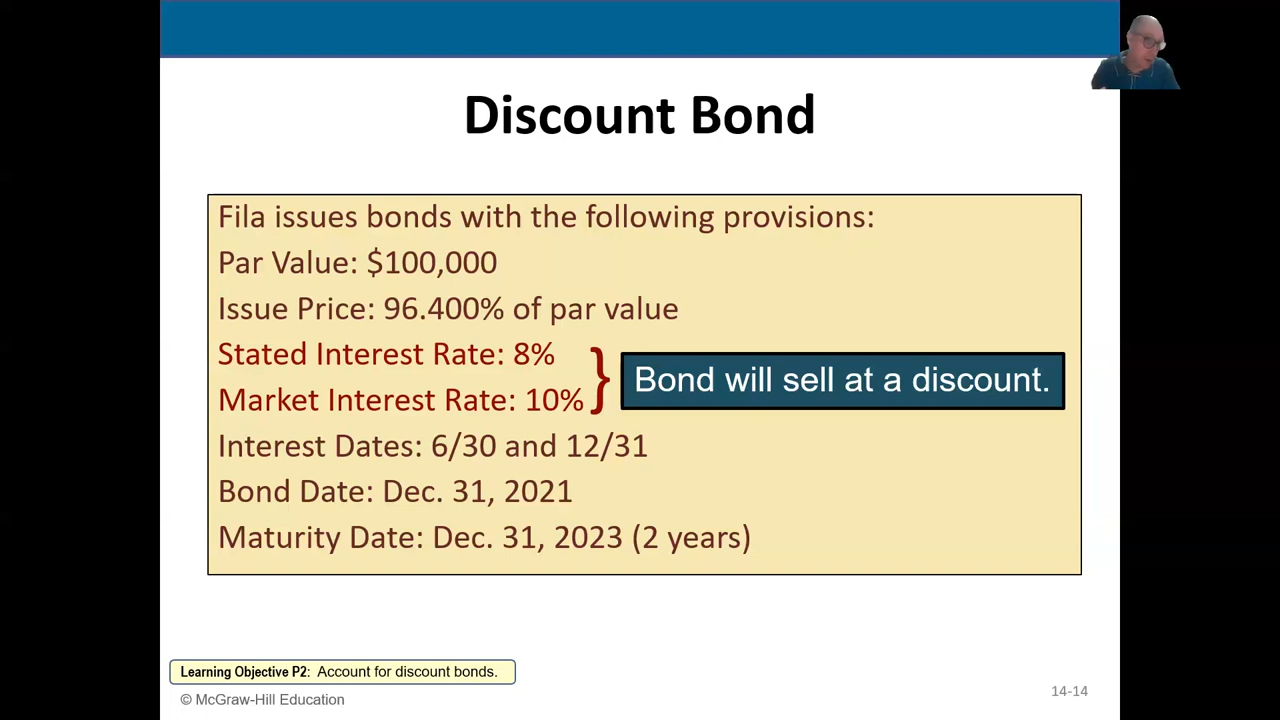 Discount Bond
Fila issues bonds with the following provisions:
Par Value: $100,000
Issue Price: 96.400% of par value
Stated Interest Rate: 8%
Market Interest Rate: 10%
Bond will sell at a discount.
Interest Dates: 6/30 and 12/31
Bond Date: Dec. 31, 2021
Maturity Date: Dec. 31, 2023 (2 years)
Learning Objective P2: Account for discount bonds.
© McGraw-Hill Education
14-14